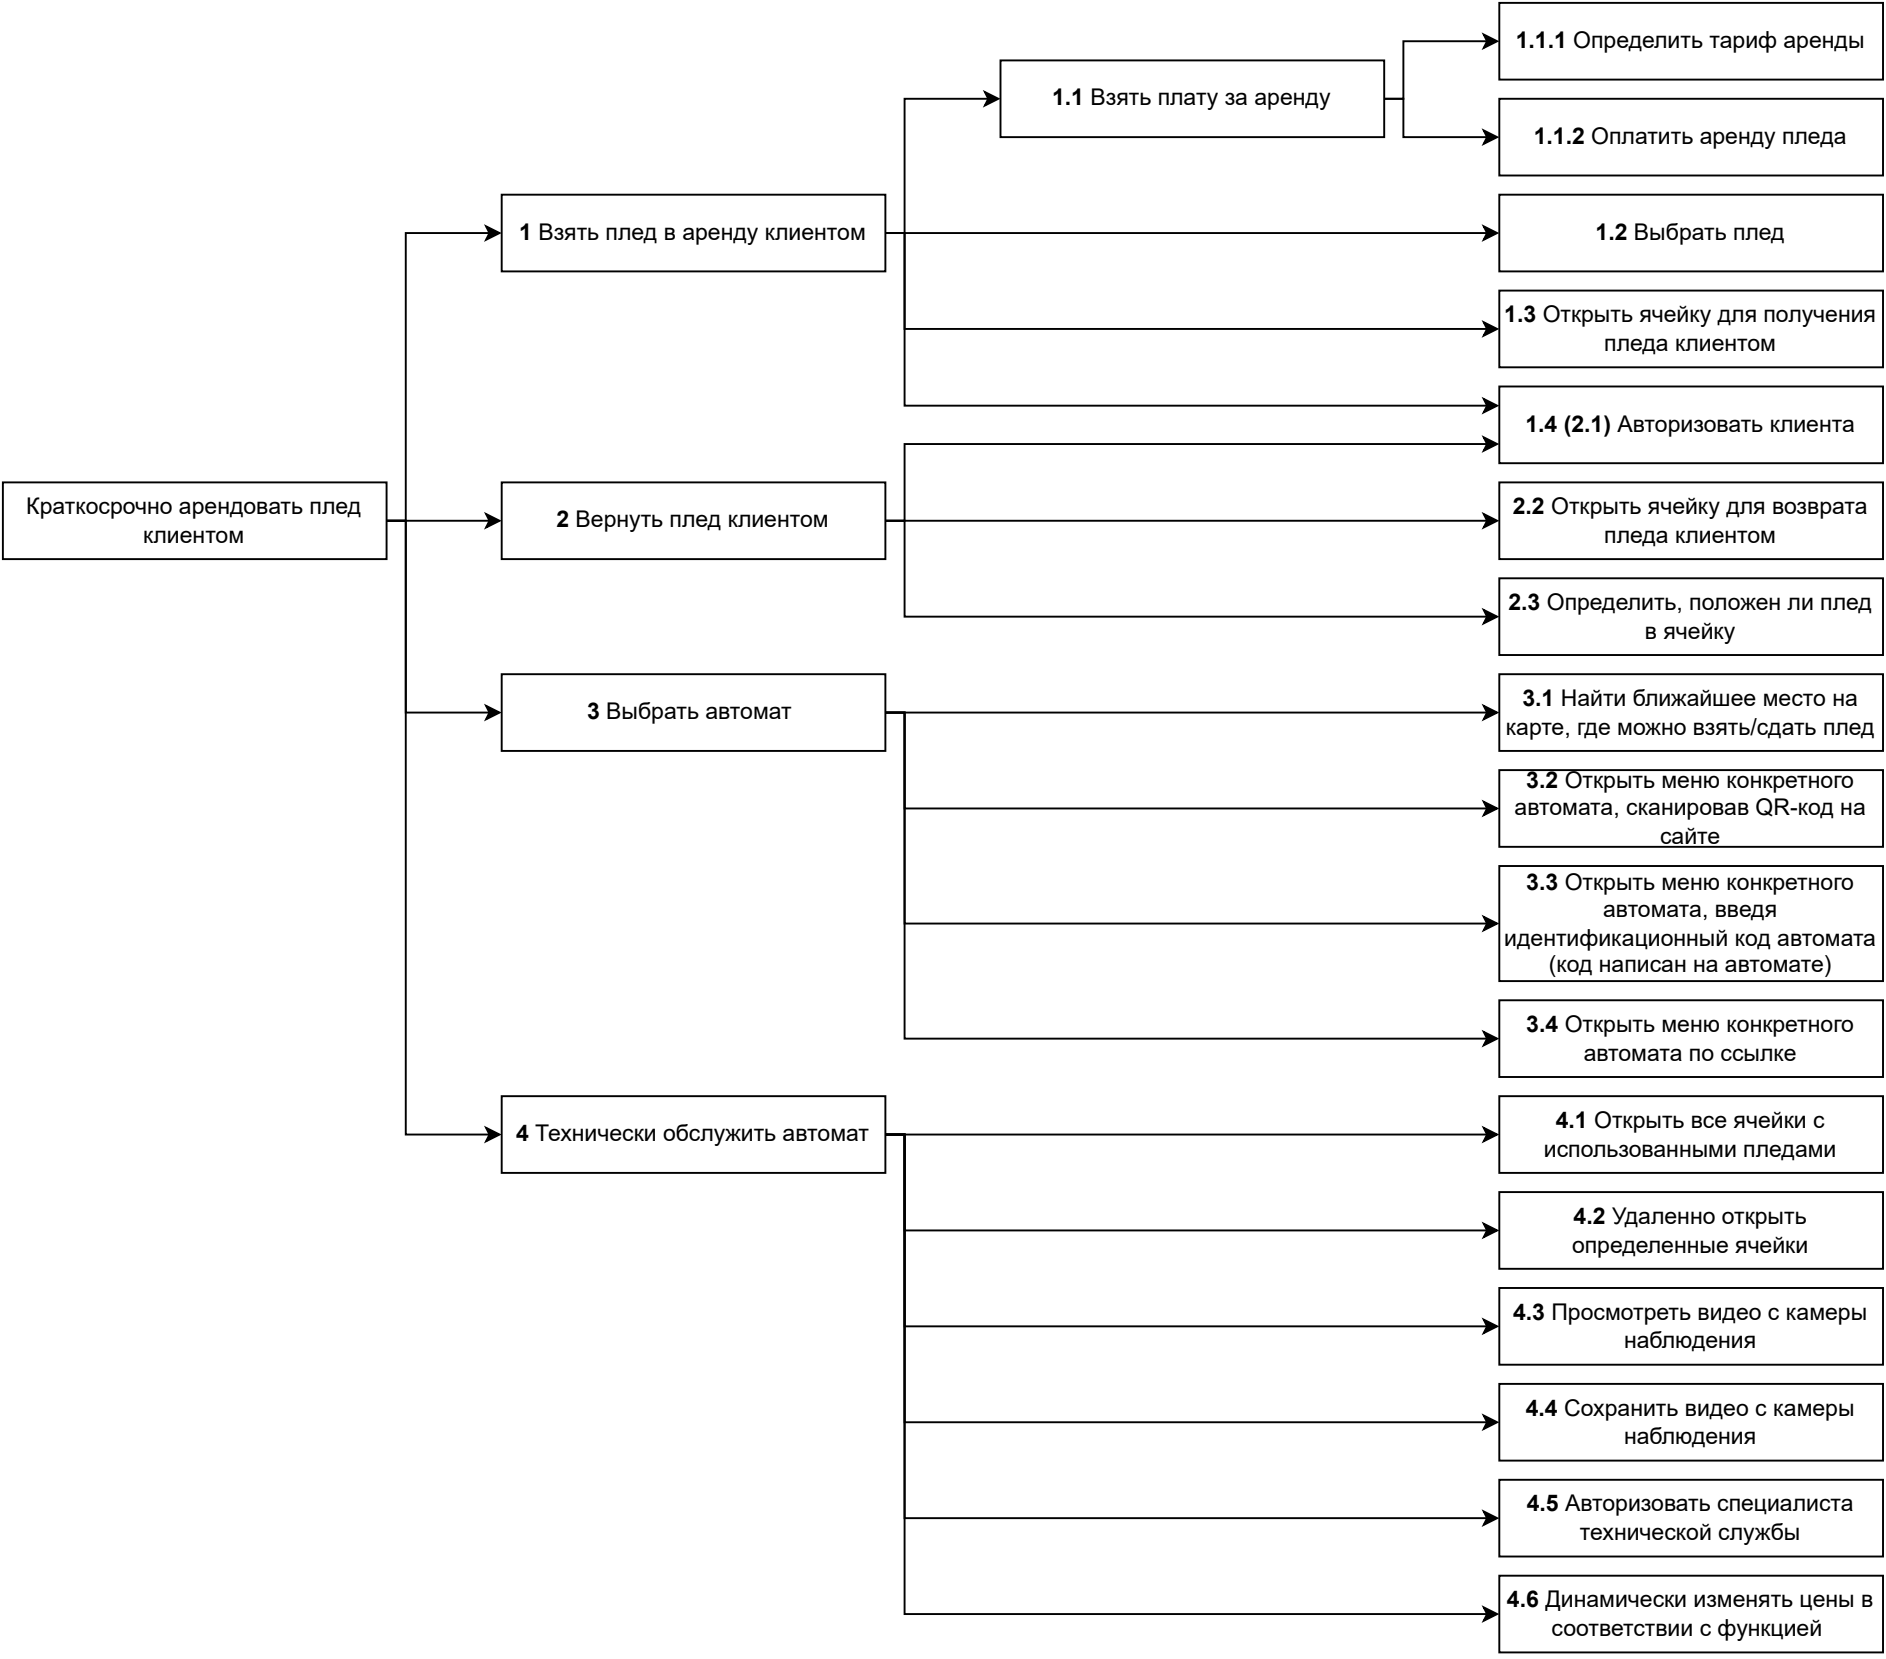 1.1.1 Определить тариф аренды
1.1 Взять плату за аренду
1.1.2 Оплатить аренду пледа
1 Взять плед в аренду клиентом
1.2 Выбрать плед
1.3 Открыть ячейку для получения
пледа клиентом
1.4 (2.1) Авторизовать клиента
Краткосрочно арендовать плед
клиентом
2 Вернуть плед клиентом
2.2 Открыть ячейку для возврата
пледа клиентом
2.3 Определить, положен ли плед
в ячейку
3 Выбрать автомат
3.1 Найти ближайшее место на
карте, где можно взять/сдать плед
3.2 Открыть меню конкретного
автомата, сканировав QR-код на
сайте
3.3 Открыть меню конкретного
автомата, введя
идентификационный код автомата
(код написан на автомате)
3.4 Открыть меню конкретного
автомата по ссылке
4 Технически обслужить автомат
4.1 Открыть все ячейки с
использованными пледами
4.2 Удаленно открыть
определенные ячейки
4.3 Просмотреть видео с камеры
наблюдения
4.4 Сохранить видео с камеры
наблюдения
4.5 Авторизовать специалиста
технической службы
4.6 Динамически изменять цены в
соответствии с функцией